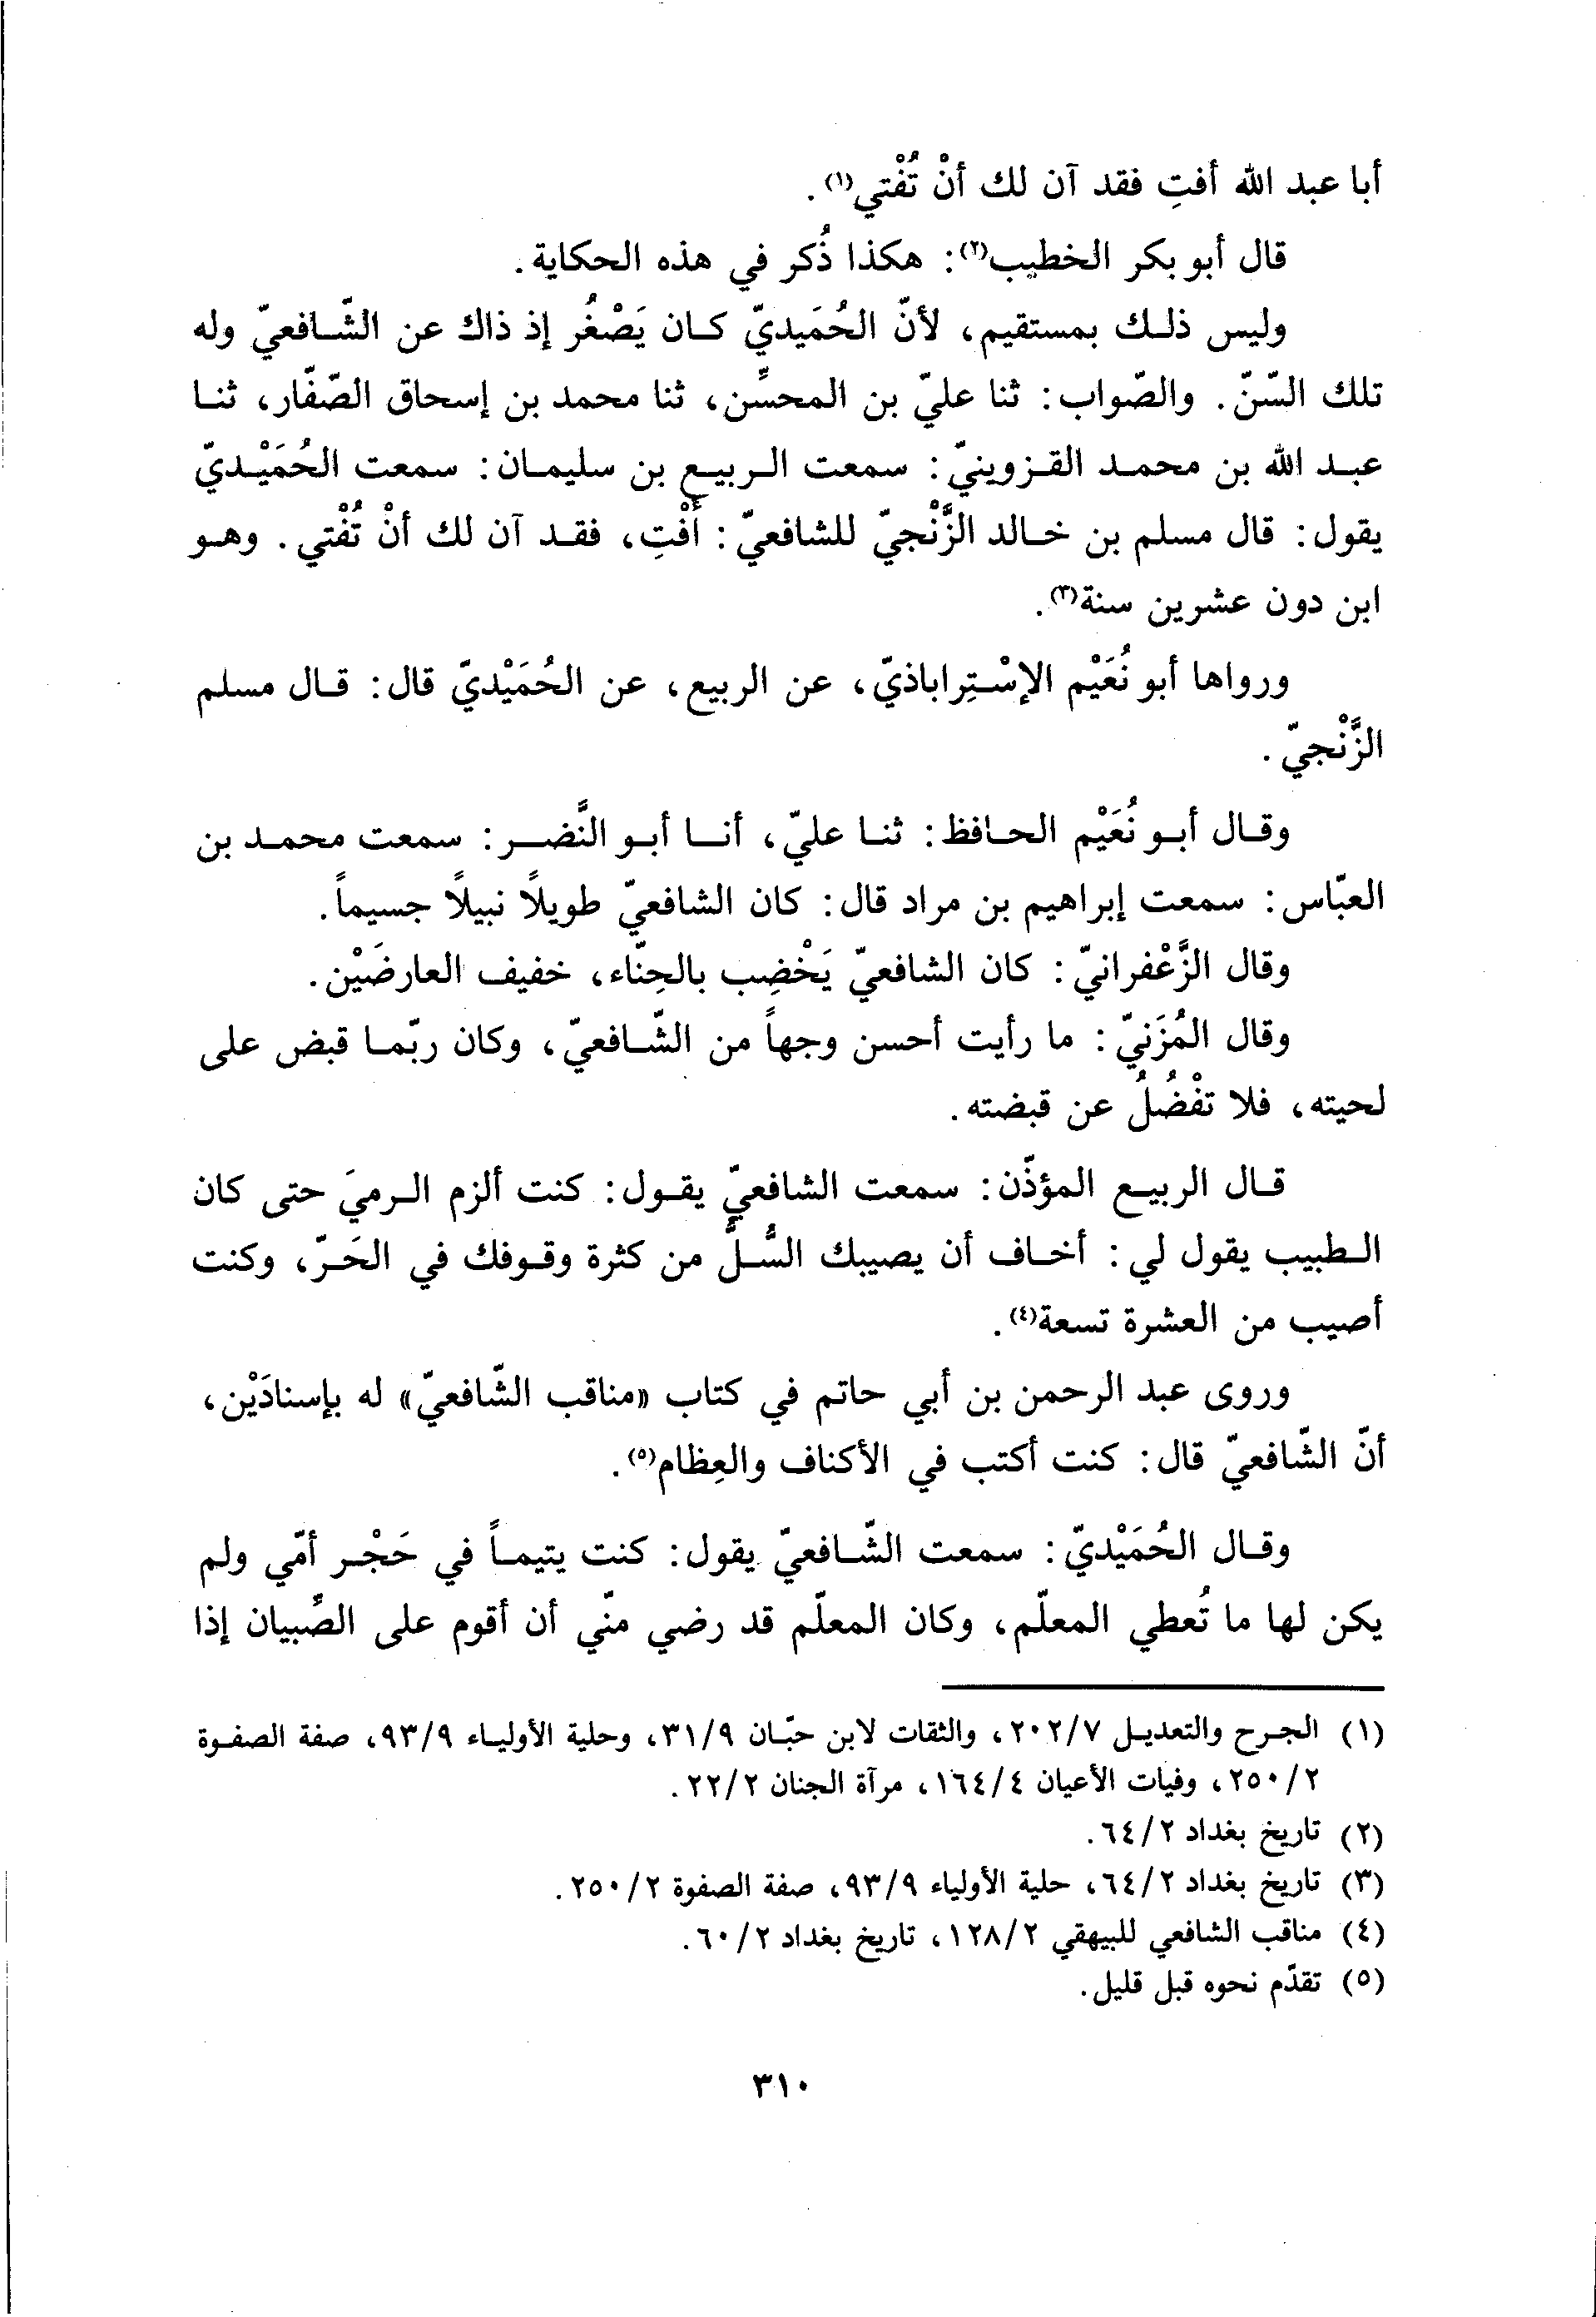 أبا عبد الله أفتِ فقد آن لك أنْ تُفْتي(١).
قال أبو بكر الخطيب(٢): هكذا ذُكر في هذه الحكاية.
وليس ذلك بمستقيم، لأنّ الحُمَيديّ كان يَصْغُر إذ ذاك عن الشّافعيّ وله
تلك السّنّ. والصّواب: ثنا عليّ بن المحسِّن، ثنا محمد بن إسحاق الصّفّار، ثنا
عبد الله بن محمد القزوينيّ: سمعت الربيع بن سليمان: سمعت الحُمَيْديّ
يقول: قال مسلم بن خالد الزَّنْجيّ للشافعيّ: أَفْتِ، فقد آن لك أنْ تُفْتي. وهو
ابن دون عشرين سنة(٣).
ورواها أبو نُعَيْم الإسْتِراباذيّ، عن الربيع، عن الحُمَيْديّ قال: قال مسلم
الزَّنْجيّ.
وقال أبو نُعَيْم الحافظ: ثنا عليّ، أنا أبو النَّضر: سمعت محمد بن
العبّاس: سمعت إبراهيم بن مراد قال: كان الشافعيّ طويلاً نبيلاً جسيماً.
وقال الزَّعْفرانيّ: كان الشافعيّ يَخْضِب بالحِنّاء، خفيف العارضَيْن.
وقال المُزَنيّ: ما رأيت أحسن وجهاً من الشّافعيّ، وكان ربّما قبض على
لحيته، فلا تفْضُلُ عن قبضته.
قال الربيع المؤذّن: سمعت الشافعيّ يقول: كنت ألزم الرميَ حتى كان
الطبيب يقول لي: أخاف أن يصيبك السُّلُّ من كثرة وقوفك في الحَرّ، وكنت
أصيب من العشرة تسعة(٤).
وروى عبد الرحمن بن أبي حاتم في كتاب «مناقب الشّافعيّ» له بإسنادَيْن،
أنّ الشّافعيّ قال: كنت أكتب في الأكناف والعِظام(٥).
وقال الحُمَيْديّ: سمعت الشّافعيّ يقول: كنت يتيماً في حَجْر أمّي ولم
يكن لها ما تُعطي المعلّم، وكان المعلّم قد رضي منّي أن أقوم على الصِّبيان إذا
(١) الجرح والتعديل ٢٠٢/٧، والثقات لابن حبّان ٣١/٩، وحلية الأولياء ٩٣/٩، صفة الصفوة
٢٥٠/٢، وفيات الأعيان ١٦٤/٤، مرآة الجنان ٢٢/٢.
(٢) تاريخ بغداد ٦٤/٢.
(٣) تاريخ بغداد ٦٤/٢، حلية الأولياء ٩٣/٩، صفة الصفوة ٢٥٠/٢.
(٤) مناقب الشافعي للبيهقي ١٢٨/٢، تاريخ بغداد ٦٠/٢.
(٥) تقدّم نحوه قبل قليل.
٣١٠